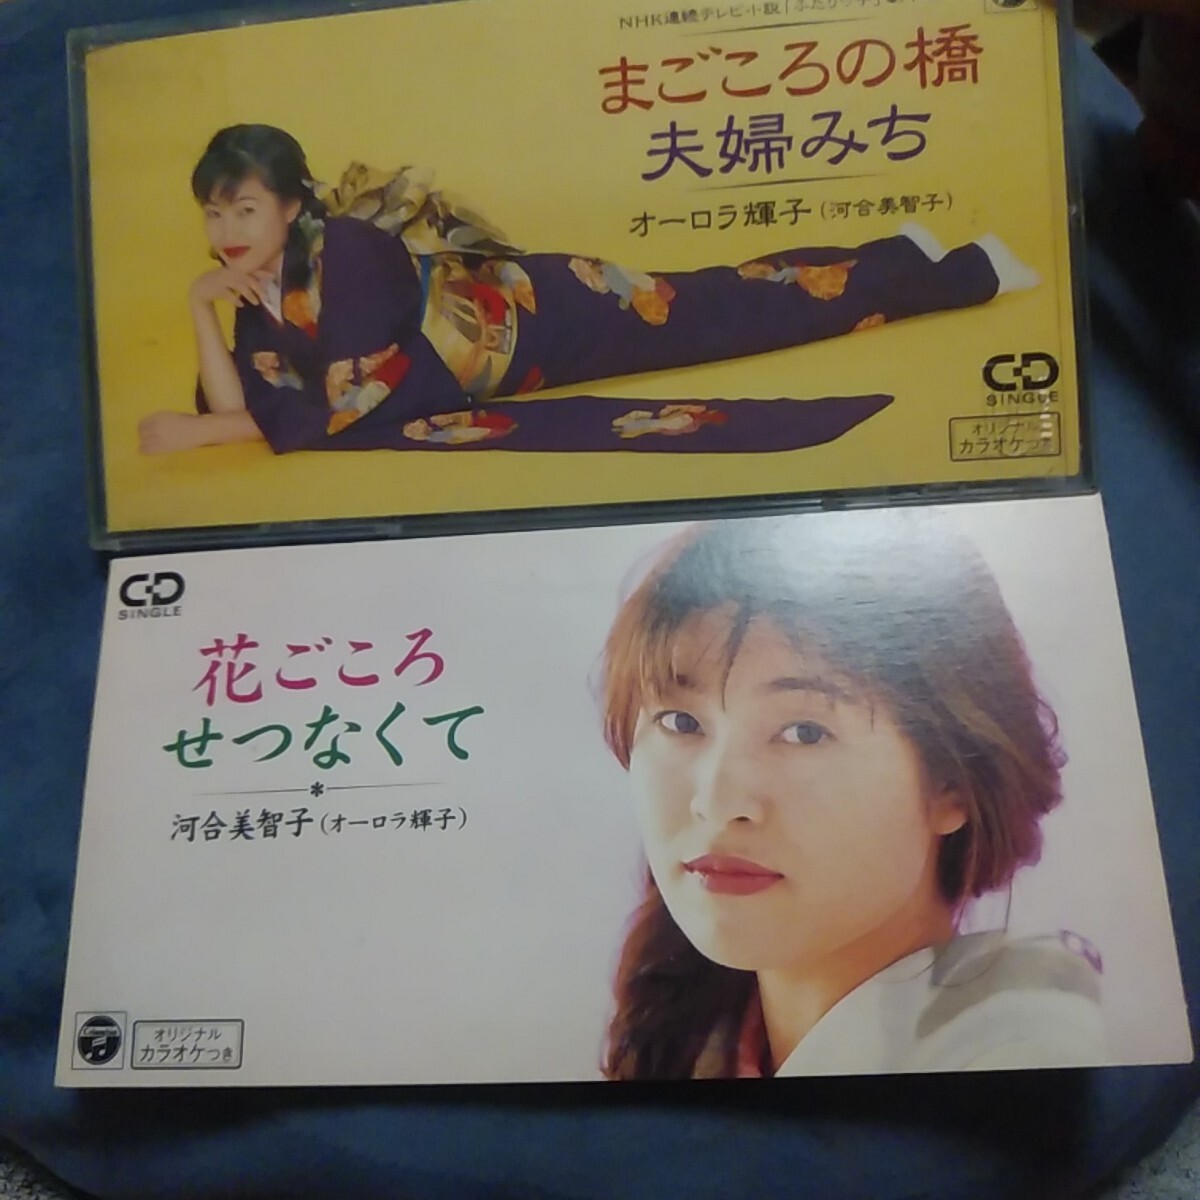 NHK連続テレビ小説「ふたりっ子」
まごころの橋
夫婦みち
オーロラ輝子(河合美智子)
CD
SINGLE
オリジナル
カラオケつき
CD
SINGLE
花ごころ
せつなくて
*
河合美智子(オーロラ輝子)
Columbia
オリジナル
カラオケつき